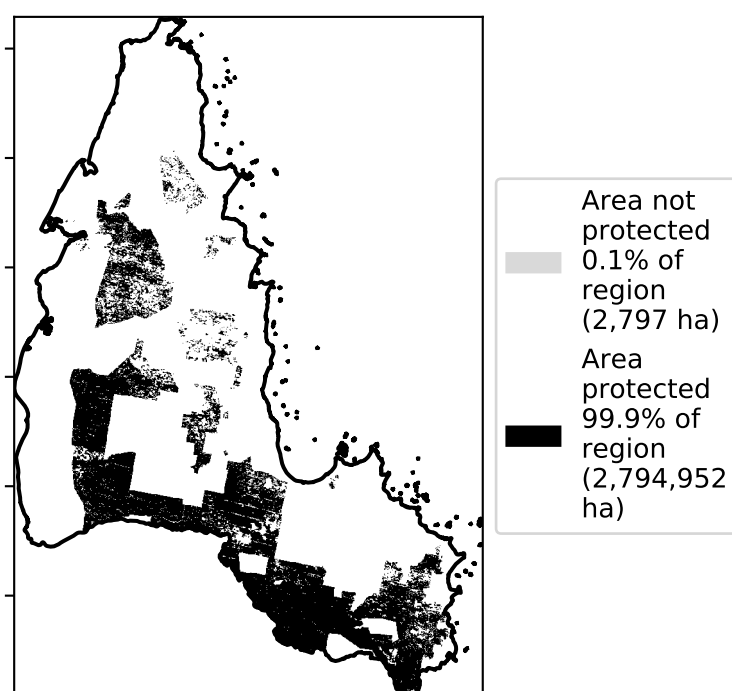 Area not
protected
0.1% of
region
(2,797 ha)
Area
protected
99.9% of
region
(2,794,952
ha)